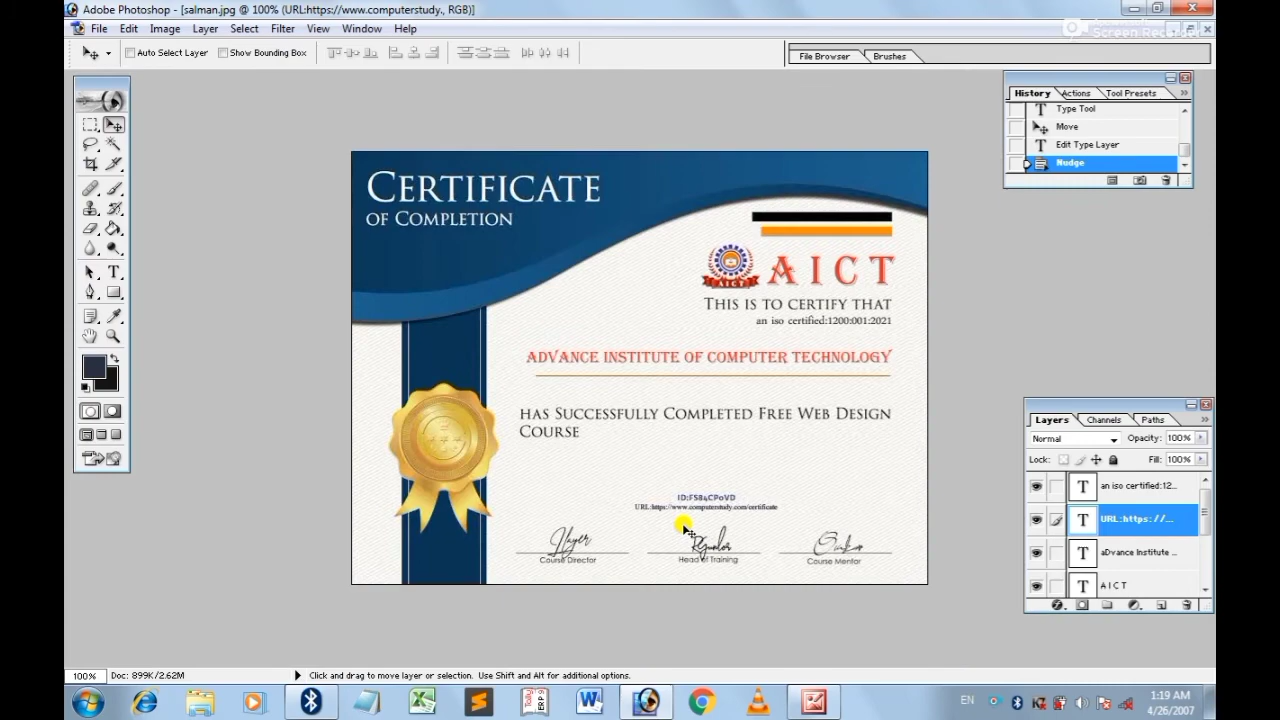 Adobe Photoshop - [salman.jpg @ 100% (URL:https://www.computerstudy., RGB)]
File Edit Image Layer Select Filter View Window Help
Screen Recorder
Auto Select Layer Show Bounding Box
File Browser Brushes
History Actions Tool Presets
Type Tool
Move
Edit Type Layer
Nudge
CERTIFICATE
OF COMPLETION
AICT
A I C T
THIS IS TO CERTIFY THAT
an iso certified:1200:001:2021
ADVANCE INSTITUTE OF COMPUTER TECHNOLOGY
HAS SUCCESSFULLY COMPLETED FREE WEB DESIGN
COURSE
ID:FS84CP0VD
URL:https://www.computerstudy.com/certificate
Course Director Head of Training Course Mentor
Layers Channels Paths
Normal Opacity: 100%
Lock: Fill: 100%
an iso certified:12...
URL:https://...
aDvance Institute ...
A I C T
100% Doc: 899K/2.62M Click and drag to move layer or selection. Use Shift and Alt for additional options.
EN
1:19 AM
4/26/2007